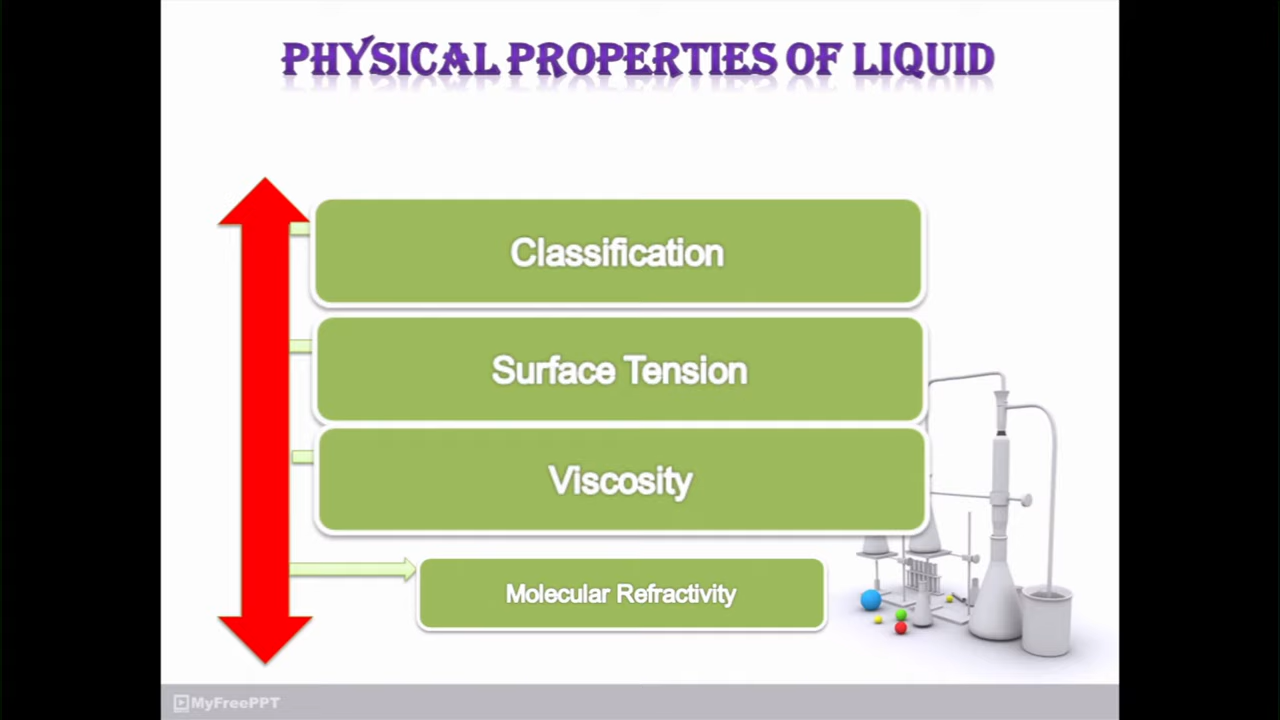 PHYSICAL PROPERTIES OF LIQUID
Classification
Surface Tension
Viscosity
Molecular Refractivity
MyFreePPT